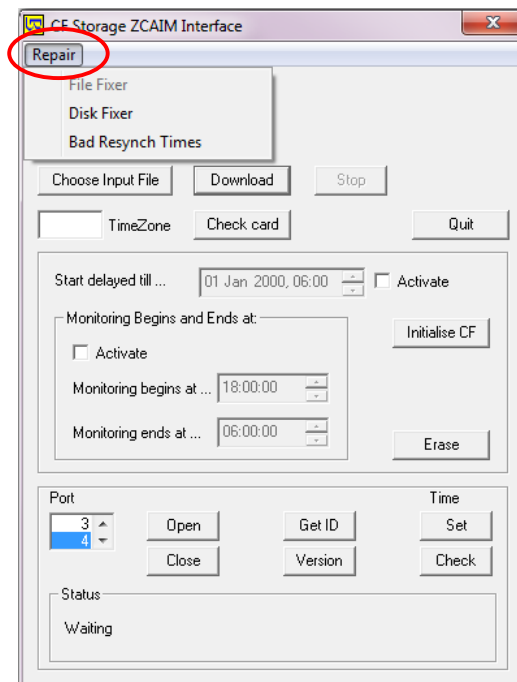 CF Storage ZCAIM Interface
Repair
File Fixer
Disk Fixer
Bad Resynch Times
Choose Input File Download Stop
TimeZone Check card Quit
Start delayed till ... 01 Jan 2000, 06:00 Activate
Monitoring Begins and Ends at:
Activate
Initialise CF
Monitoring begins at ... 18:00:00
Monitoring ends at ... 06:00:00
Erase
Port Time
3 Open Get ID Set
4 Close Version Check
Status
Waiting